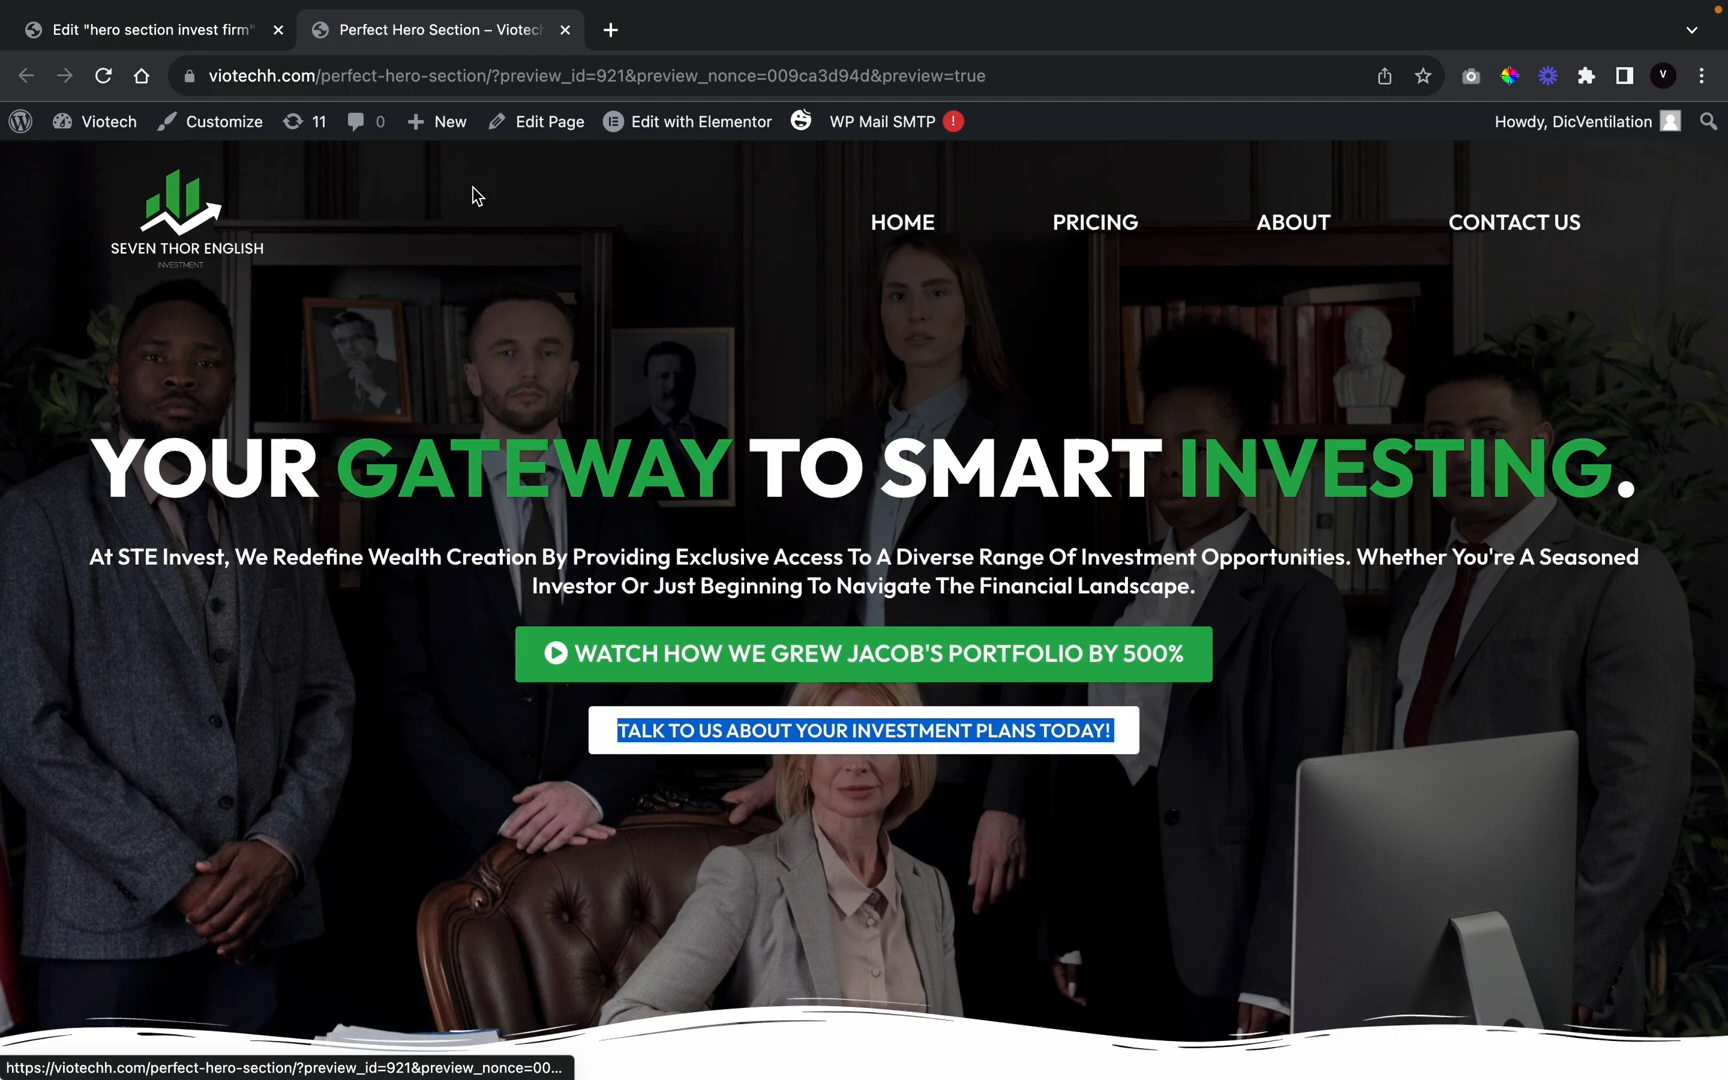 Edit "hero section invest firm"
Perfect Hero Section – Viotech
viotechh.com/perfect-hero-section/?preview_id=921&preview_nonce=009ca3d94d&preview=true
V
Viotech
Customize
11
0
New
Edit Page
Edit with Elementor
WP Mail SMTP !
Howdy, DicVentilation
SEVEN THOR ENGLISH
INVESTMENT
HOME
PRICING
ABOUT
CONTACT US
YOUR GATEWAY TO SMART INVESTING.
At STE Invest, We Redefine Wealth Creation By Providing Exclusive Access To A Diverse Range Of Investment Opportunities. Whether You're A Seasoned
Investor Or Just Beginning To Navigate The Financial Landscape.
WATCH HOW WE GREW JACOB'S PORTFOLIO BY 500%
TALK TO US ABOUT YOUR INVESTMENT PLANS TODAY!
https://viotechh.com/perfect-hero-section/?preview_id=921&preview_nonce=00...